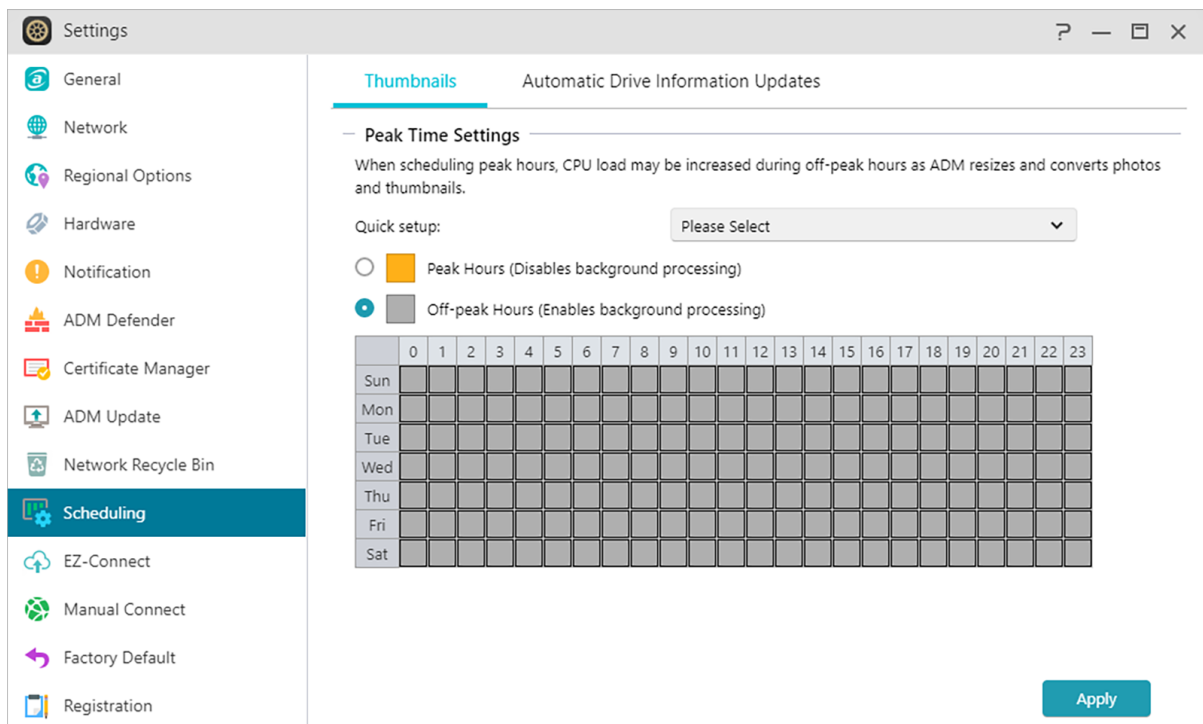 Settings
General
Network
Regional Options
Hardware
Notification
ADM Defender
Certificate Manager
ADM Update
Network Recycle Bin
Scheduling
EZ-Connect
Manual Connect
Factory Default
Registration
Thumbnails Automatic Drive Information Updates
Peak Time Settings
When scheduling peak hours, CPU load may be increased during off-peak hours as ADM resizes and converts photos
and thumbnails.
Quick setup: Please Select
Peak Hours (Disables background processing)
Off-peak Hours (Enables background processing)
0 1 2 3 4 5 6 7 8 9 10 11 12 13 14 15 16 17 18 19 20 21 22 23
Sun
Mon
Tue
Wed
Thu
Fri
Sat
Apply